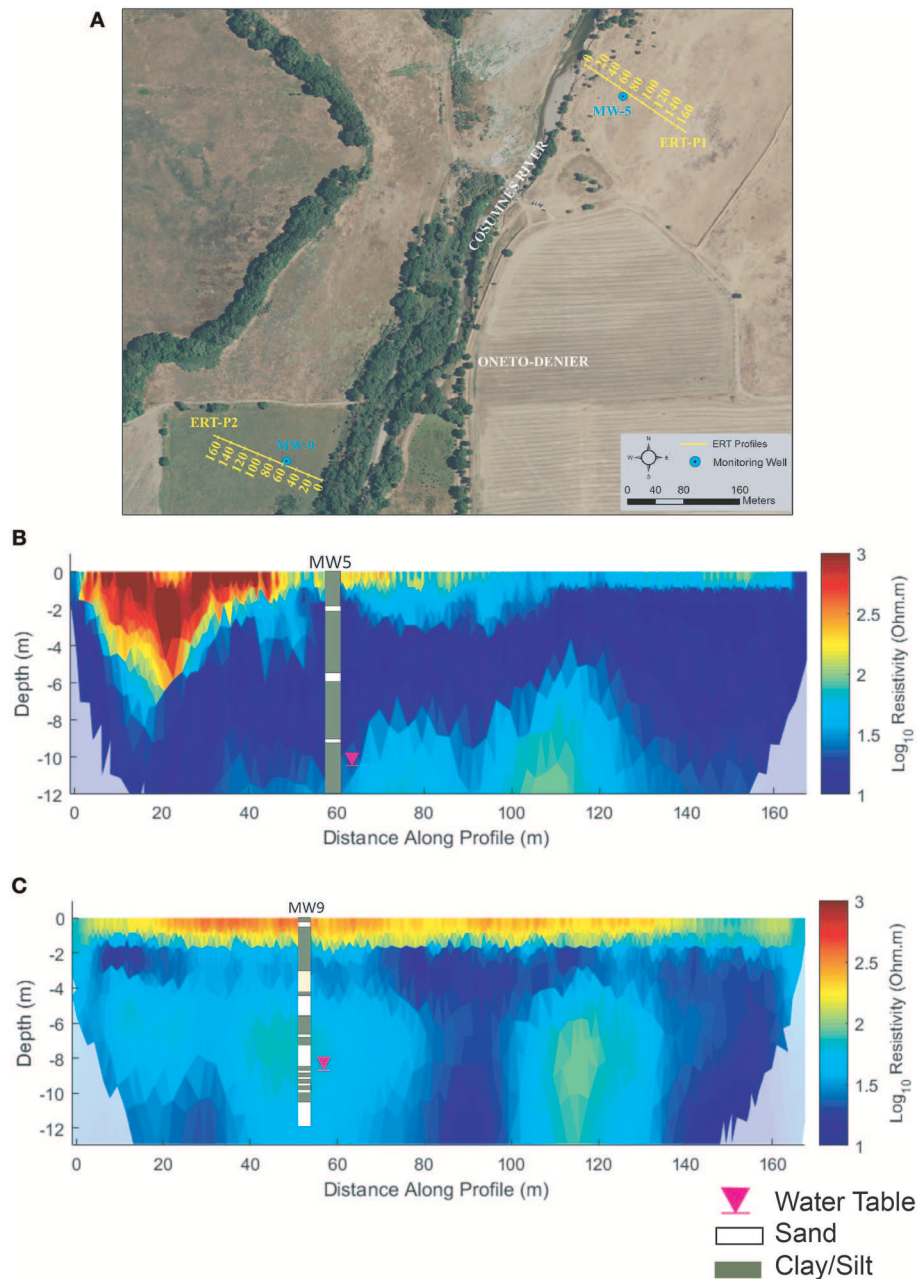 A
0 20 40 60 80 100 120 140 160
MW-5
ERT-P1
COSUMNES RIVER
ONETO-DENIER
ERT-P2
MW-9
160 140 120 100 80 60 40 20 0
N
W E
S
ERT Profiles
Monitoring Well
0 40 80 160
Meters
B
MW5
0
-2
-4
-6
-8
-10
-12
Depth (m)
0 20 40 60 80 100 120 140 160
Distance Along Profile (m)
3
2.5
2
1.5
1
Log10 Resistivity (Ohm.m)
C
MW9
0
-2
-4
-6
-8
-10
-12
Depth (m)
0 20 40 60 80 100 120 140 160
Distance Along Profile (m)
3
2.5
2
1.5
1
Log10 Resistivity (Ohm.m)
Water Table
Sand
Clay/Silt